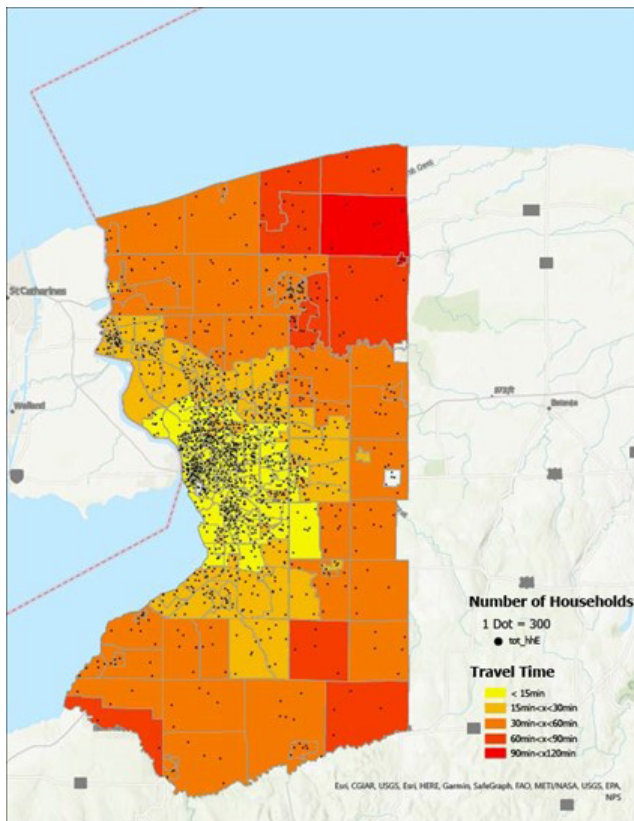 St Catharines
Welland
Batavia
Number of Households
1 Dot = 300
tot_hhE
Travel Time
< 15min
15min<x<30min
30min<x<60min
60min<x<90min
90min<x120min
Esri, CGIAR, USGS, Esri, HERE, Garmin, SafeGraph, FAO, METI/NASA, USGS, EPA,
NPS